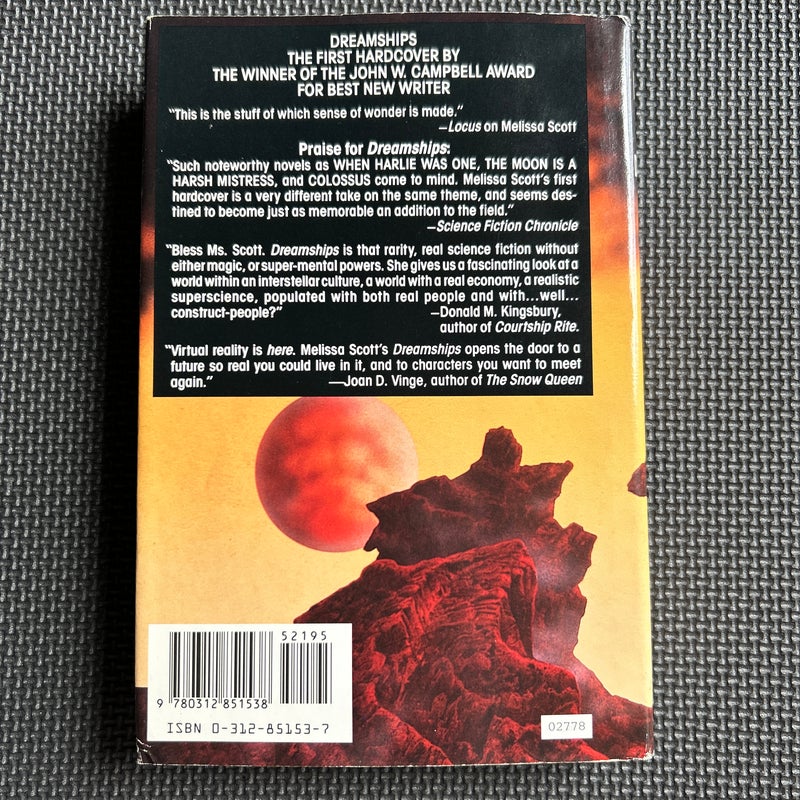 DREAMSHIPS
THE FIRST HARDCOVER BY
THE WINNER OF THE JOHN W. CAMPBELL AWARD
FOR BEST NEW WRITER
"This is the stuff of which sense of wonder is made."
—Locus on Melissa Scott
Praise for Dreamships:
"Such noteworthy novels as WHEN HARLIE WAS ONE, THE MOON IS A
HARSH MISTRESS, and COLOSSUS come to mind. Melissa Scott's first
hardcover is a very different take on the same theme, and seems des-
tined to become just as memorable an addition to the field."
—Science Fiction Chronicle
"Bless Ms. Scott. Dreamships is that rarity, real science fiction without
either magic, or super-mental powers. She gives us a fascinating look at a
world within an interstellar culture, a world with a real economy, a realistic
superscience, populated with both real people and with...well...
construct-people?" —Donald M. Kingsbury,
author of Courtship Rite.
"Virtual reality is here. Melissa Scott's Dreamships opens the door to a
future so real you could live in it, and to characters you want to meet
again." —Joan D. Vinge, author of The Snow Queen
52195
9 780312 851538
ISBN 0-312-85153-7
02778